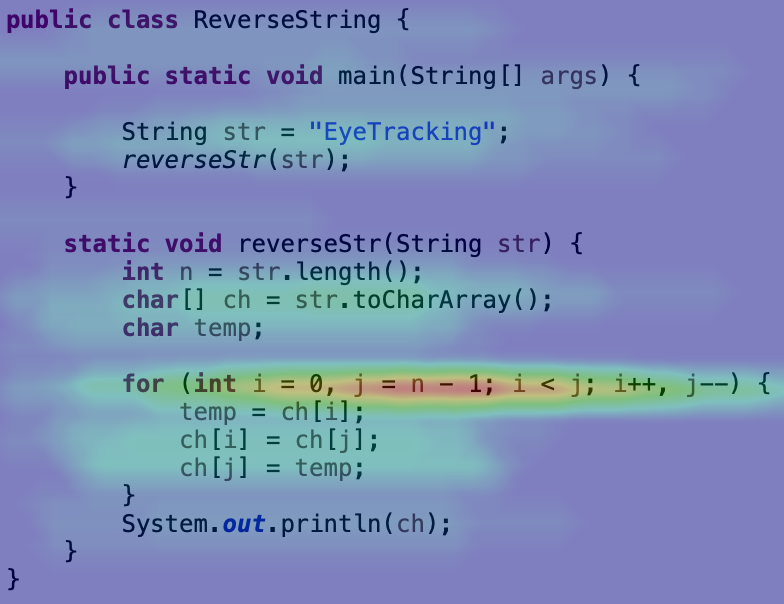 public class ReverseString {
public static void main(String[] args) {
String str = "EyeTracking";
reverseStr(str);
}
static void reverseStr(String str) {
int n = str.length();
char[] ch = str.toCharArray();
char temp;
for (int i = 0, j = n - 1; i < j; i++, j--) {
temp = ch[i];
ch[i] = ch[j];
ch[j] = temp;
}
System.out.println(ch);
}
}